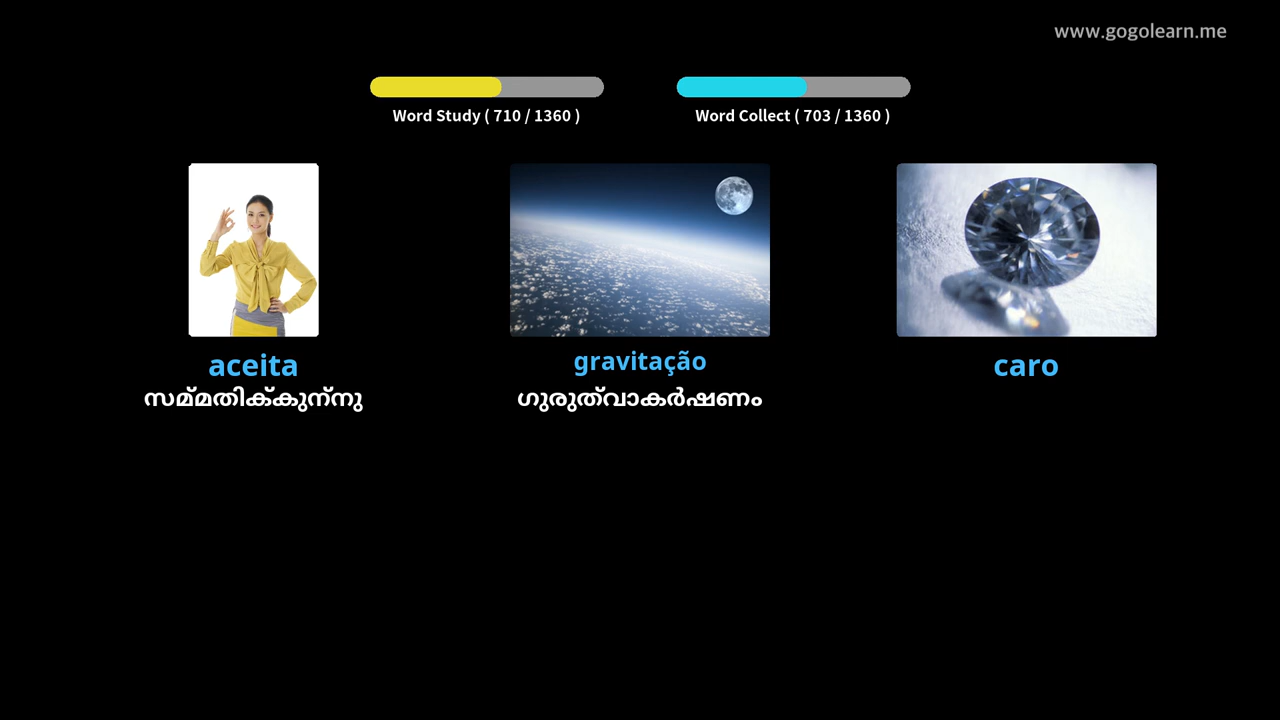 www.gogolearn.me
Word Study ( 710 / 1360 )
Word Collect ( 703 / 1360 )
aceita
gravitação
caro
സമ്മതിക്കുന്നു
ഗുരുത്വാകർഷണം